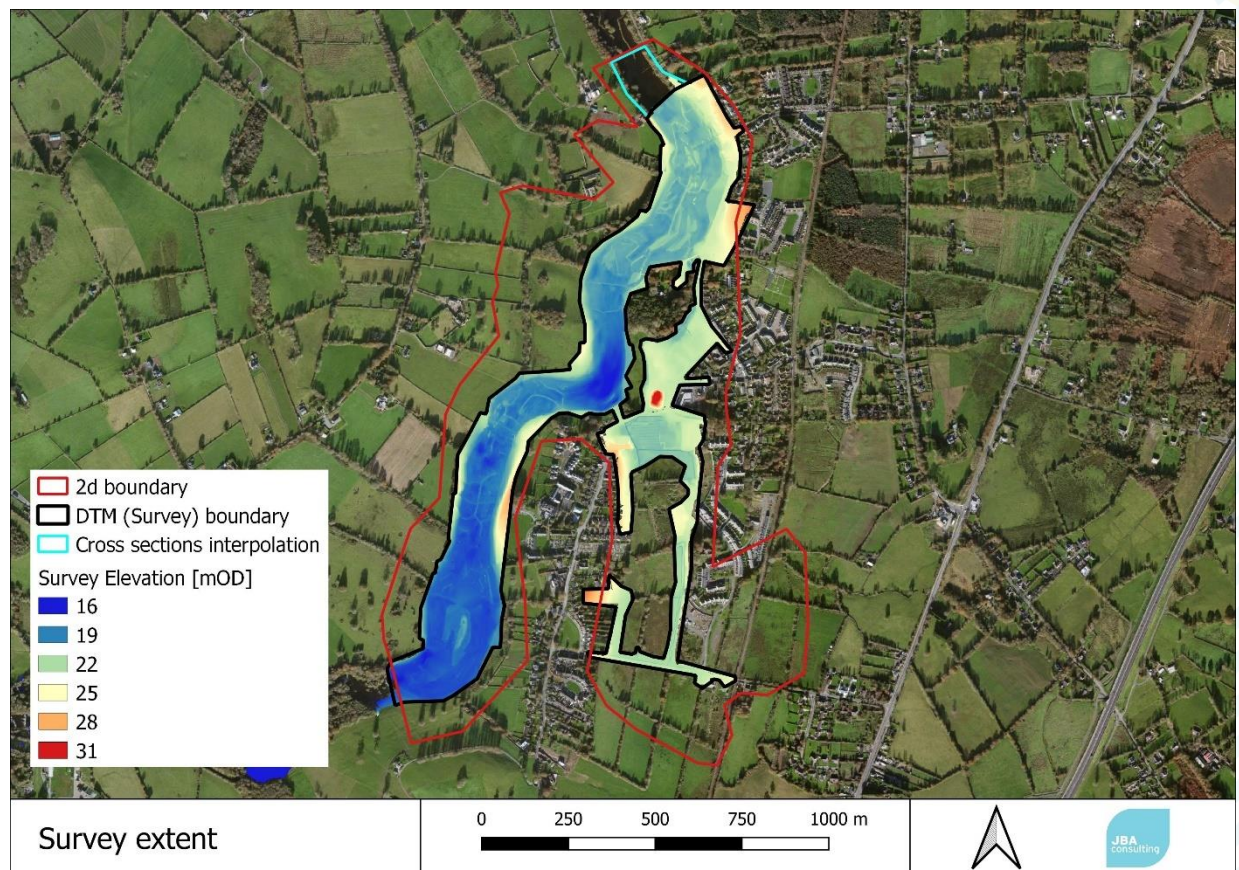 2d boundary
DTM (Survey) boundary
Cross sections interpolation
Survey Elevation [mOD]
16
19
22
25
28
31
Survey extent
0 250 500 750 1000 m
JBA
consulting